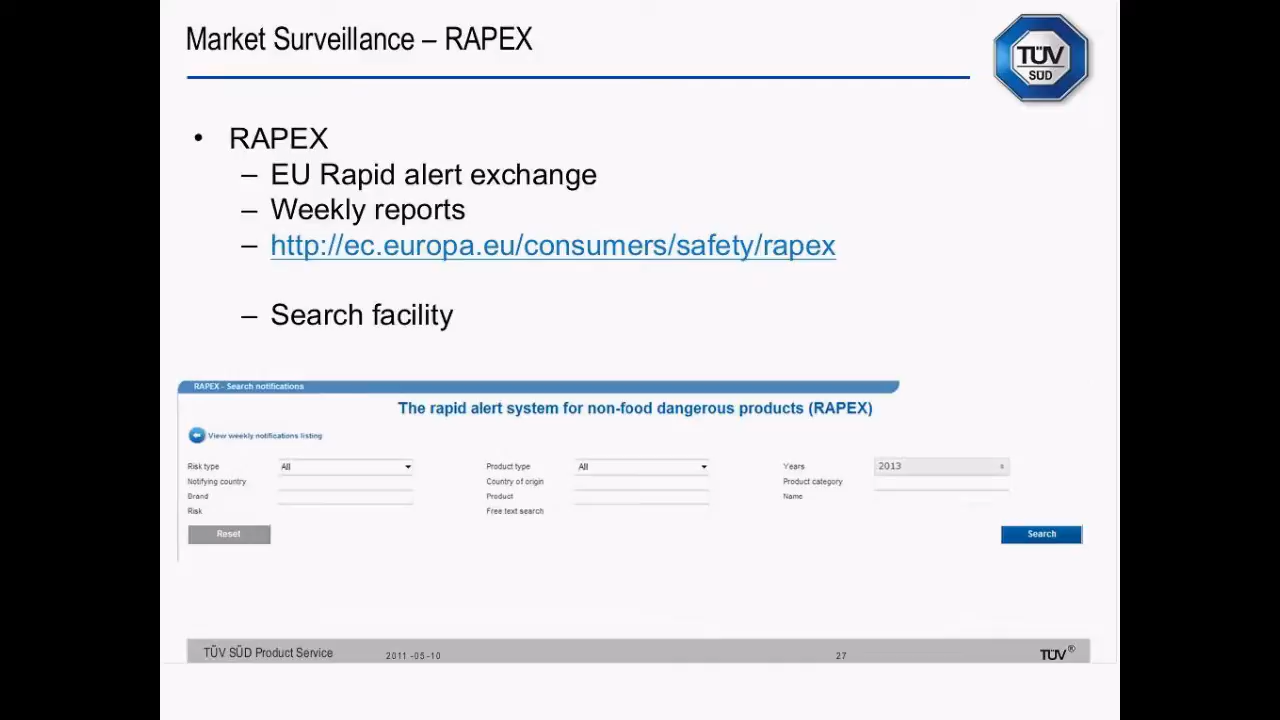 Market Surveillance – RAPEX
TÜV
SÜD
• RAPEX
– EU Rapid alert exchange
– Weekly reports
– http://ec.europa.eu/consumers/safety/rapex
– Search facility
RAPEX - Search notifications
The rapid alert system for non-food dangerous products (RAPEX)
View weekly notifications listing
Risk type All Product type All Years 2013
Notifying country Country of origin Product category
Brand Product Name
Risk Free text search
Reset Search
TÜV SÜD Product Service 2011-05-10 27 TÜV®